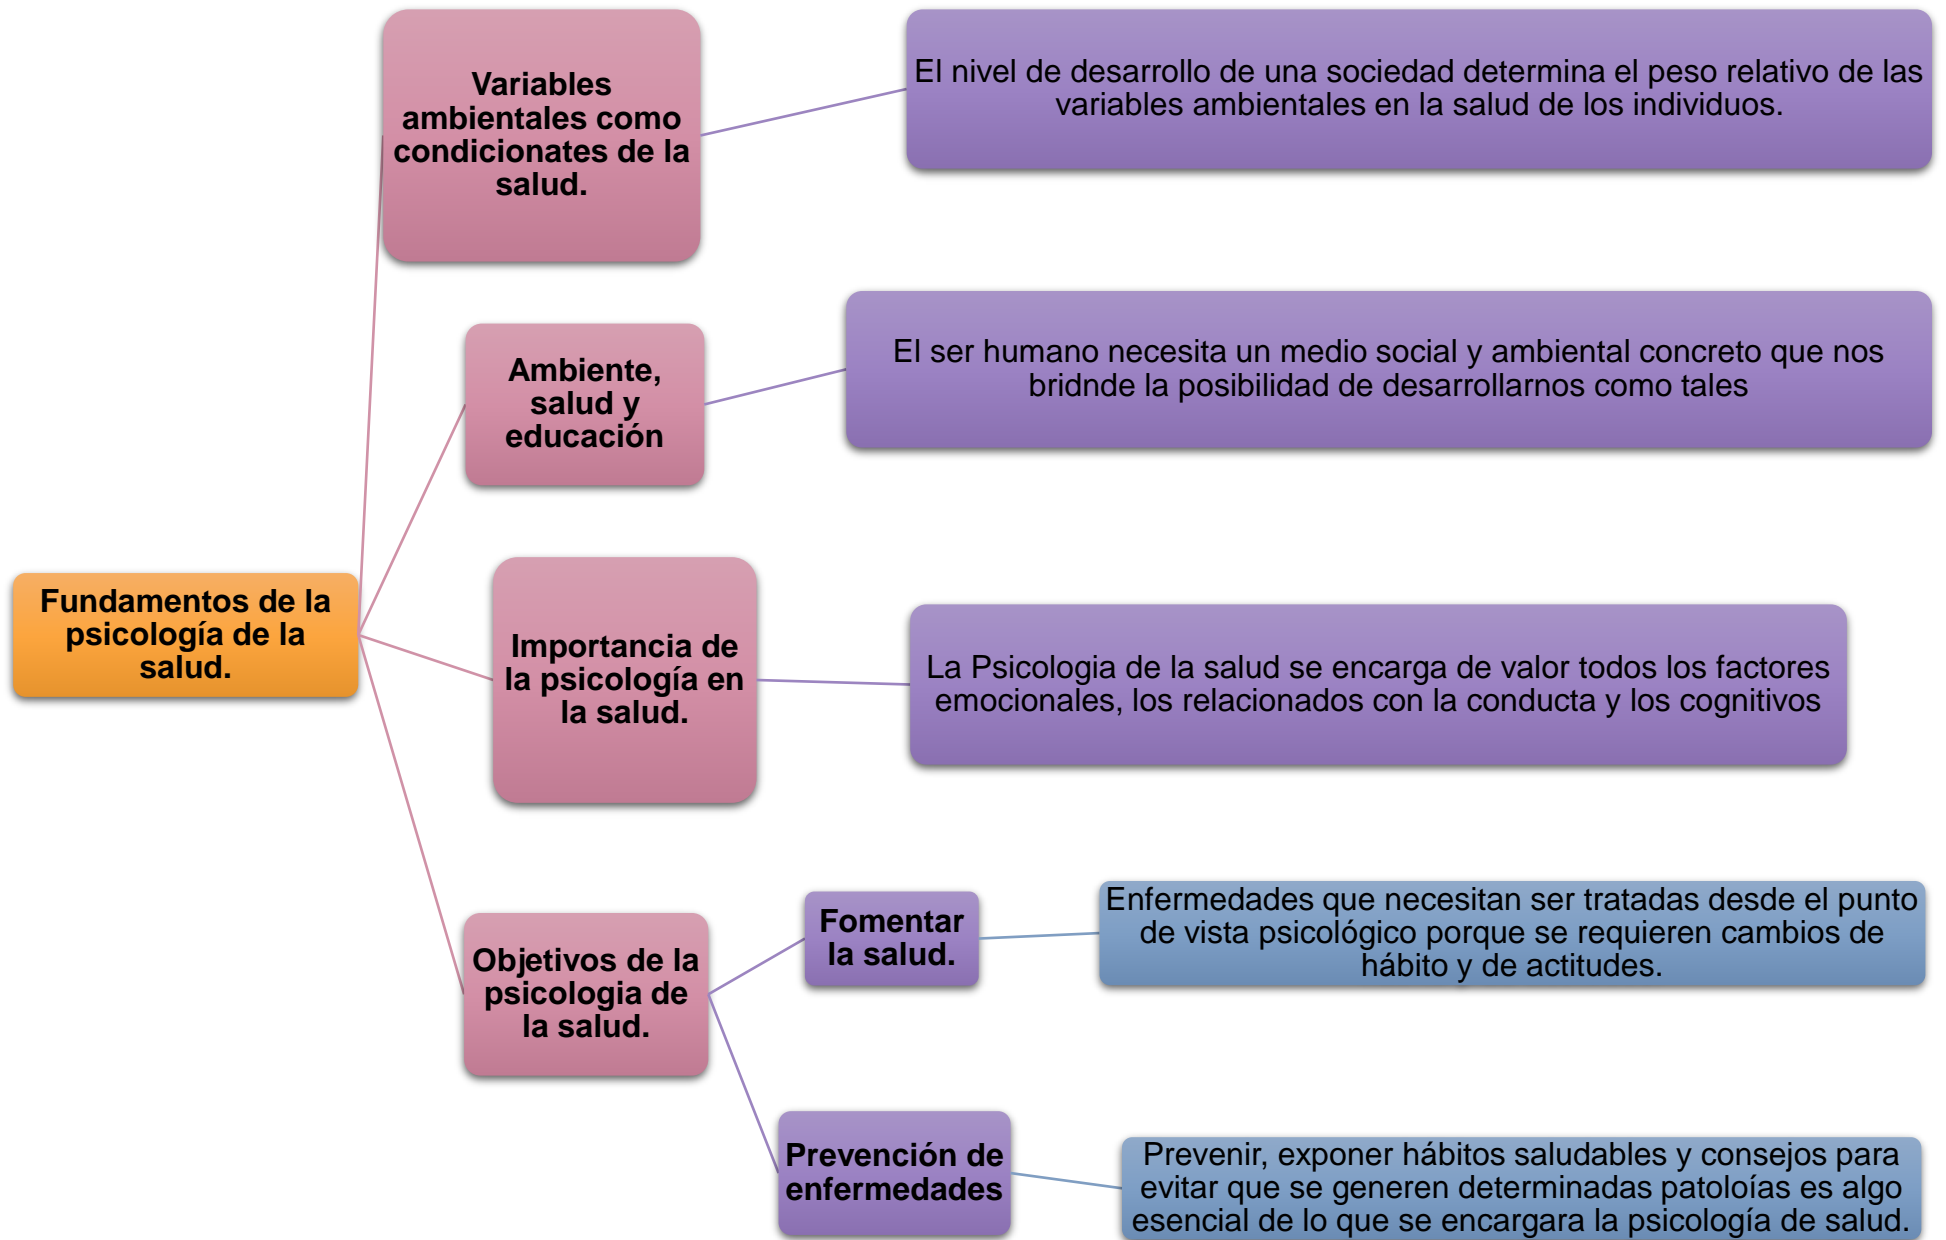 Variables
ambientales como
condicionates de la
salud.
El nivel de desarrollo de una sociedad determina el peso relativo de las
variables ambientales en la salud de los individuos.
Ambiente,
salud y
educación
El ser humano necesita un medio social y ambiental concreto que nos
bridnde la posibilidad de desarrollarnos como tales
Fundamentos de la
psicología de la
salud.
Importancia de
la psicología en
la salud.
La Psicologia de la salud se encarga de valor todos los factores
emocionales, los relacionados con la conducta y los cognitivos
Objetivos de la
psicologia de
la salud.
Fomentar
la salud.
Enfermedades que necesitan ser tratadas desde el punto
de vista psicológico porque se requieren cambios de
hábito y de actitudes.
Prevención de
enfermedades
Prevenir, exponer hábitos saludables y consejos para
evitar que se generen determinadas patoloías es algo
esencial de lo que se encargara la psicología de salud.